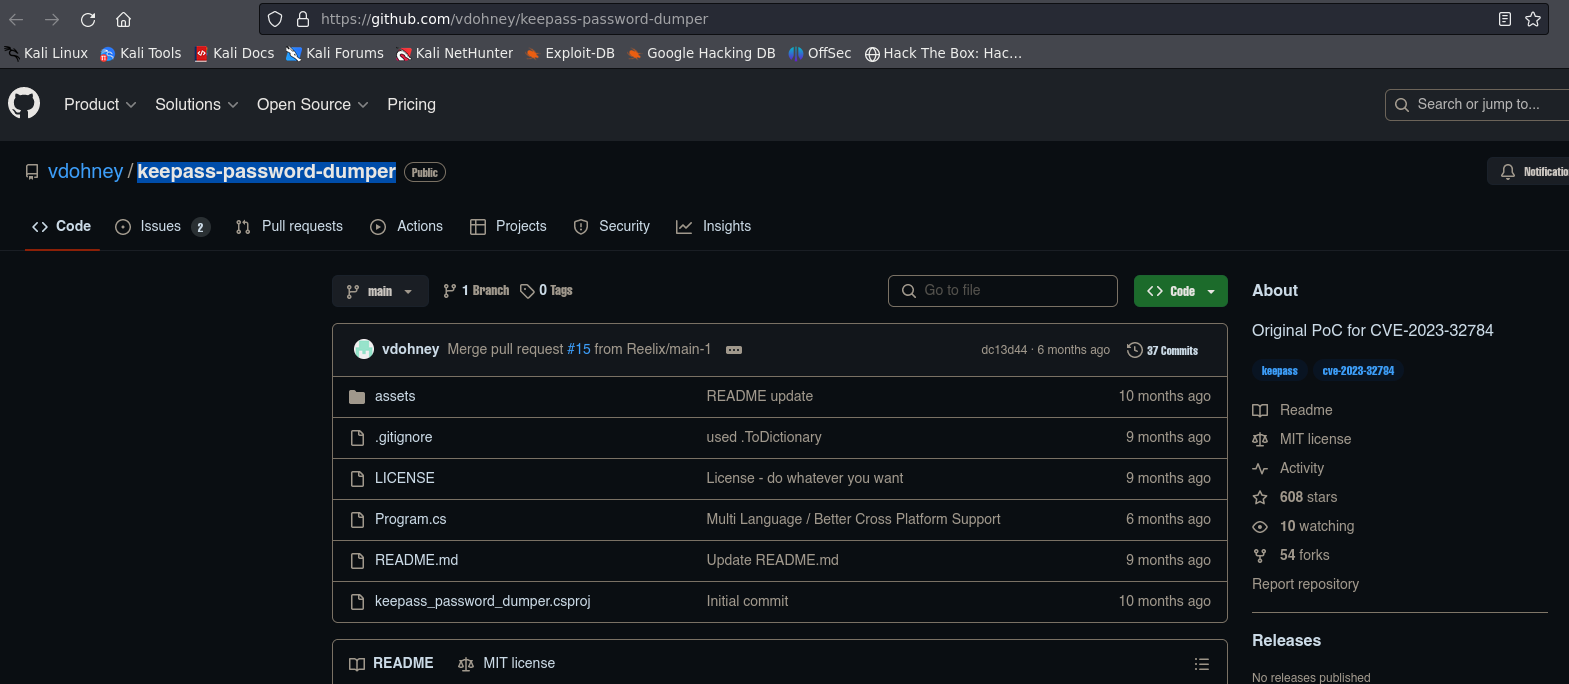 https://github.com/vdohney/keepass-password-dumper
Kali Linux Kali Tools Kali Docs Kali Forums Kali NetHunter Exploit-DB Google Hacking DB OffSec Hack The Box: Hac…
Product Solutions Open Source Pricing Search or jump to...
vdohney / keepass-password-dumper Public Notificatio
Code Issues 2 Pull requests Actions Projects Security Insights
main 1 Branch 0 Tags Go to file Code
About
Original PoC for CVE-2023-32784
keepass cve-2023-32784
Readme
MIT license
Activity
608 stars
10 watching
54 forks
Report repository
Releases
No releases published
vdohney Merge pull request #15 from Reelix/main-1 dc13d44 · 6 months ago 37 Commits
assets README update 10 months ago
.gitignore used .ToDictionary 9 months ago
LICENSE License - do whatever you want 9 months ago
Program.cs Multi Language / Better Cross Platform Support 6 months ago
README.md Update README.md 9 months ago
keepass_password_dumper.csproj Initial commit 10 months ago
README MIT license